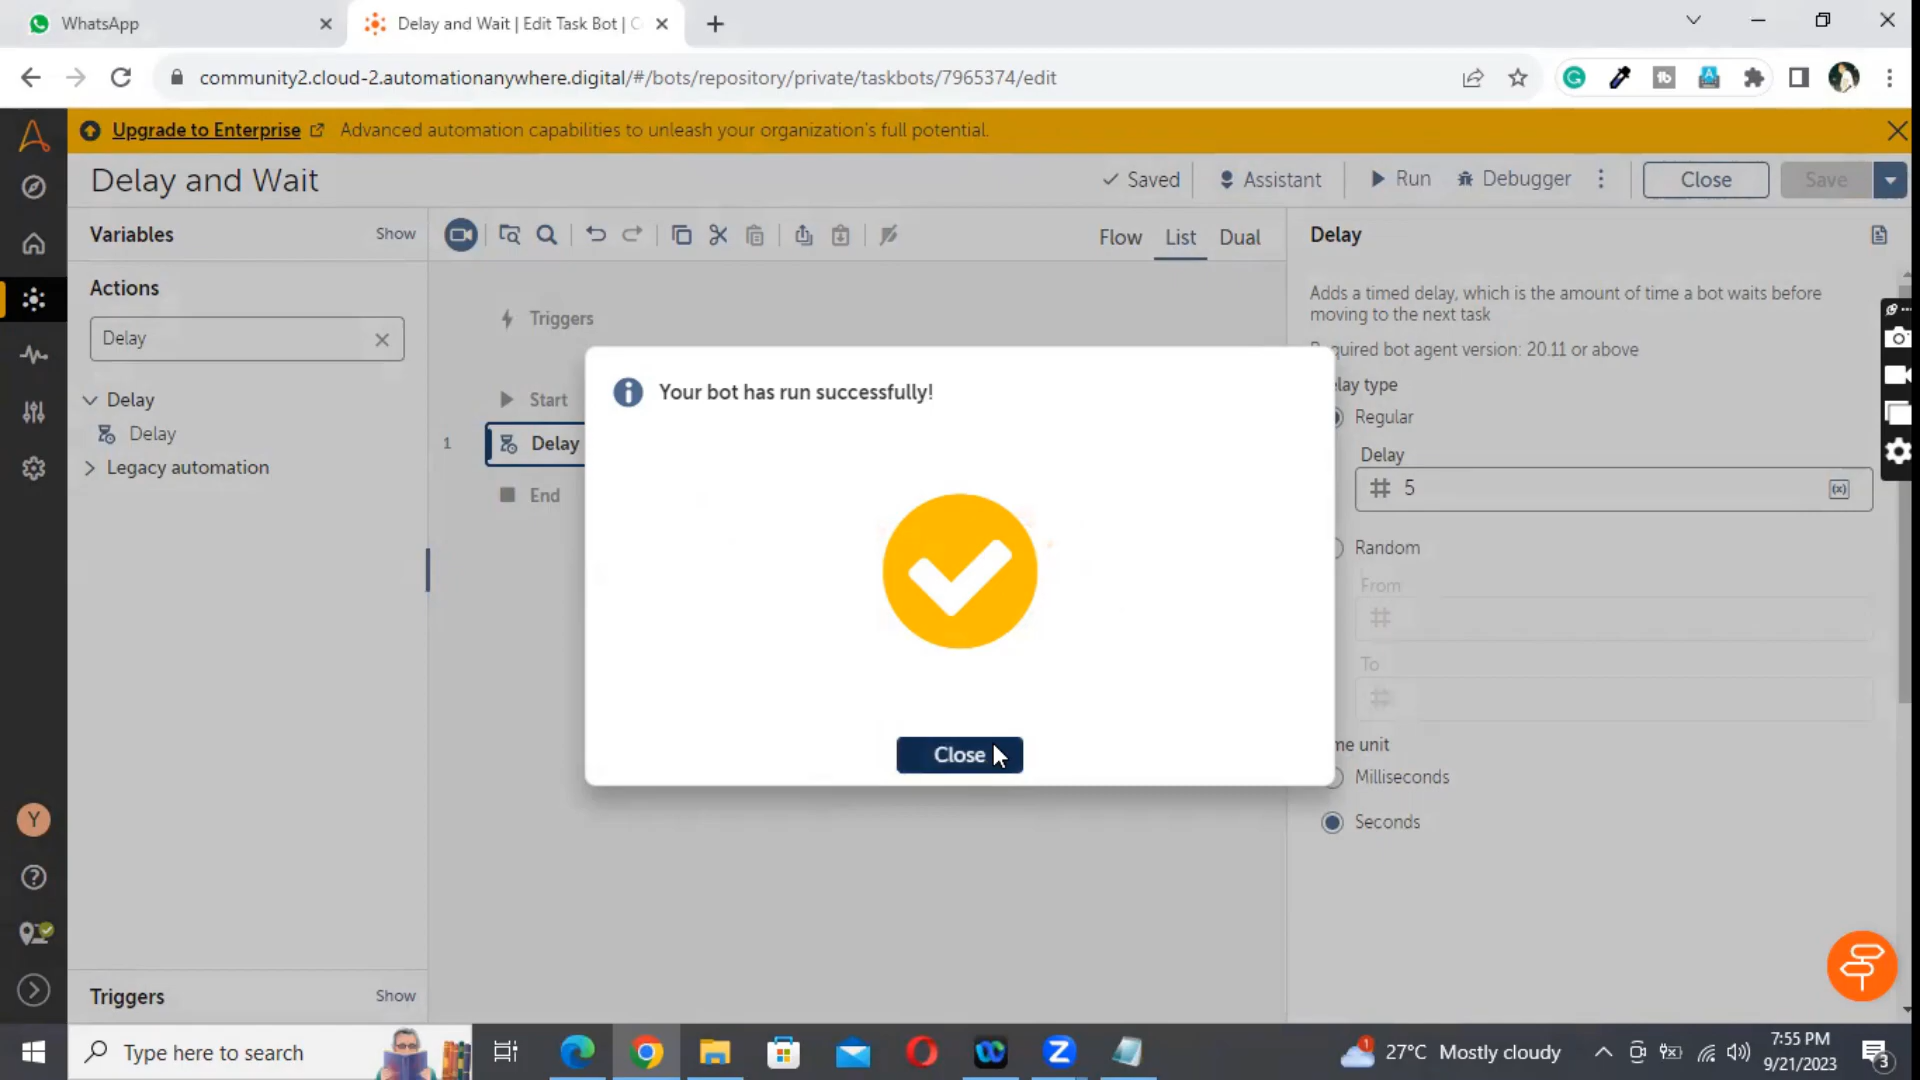 WhatsApp
Delay and Wait | Edit Task Bot | C
community2.cloud-2.automationanywhere.digital/#/bots/repository/private/taskbots/7965374/edit
Upgrade to Enterprise Advanced automation capabilities to unleash your organization's full potential.
Delay and Wait
Saved
Assistant
Run
Debugger
Close
Save
Variables
Show
Flow
List
Dual
Delay
Actions
Delay
Delay
Delay
Legacy automation
Triggers
Start
1
Delay
End
Adds a timed delay, which is the amount of time a bot waits before
moving to the next task
quired bot agent version: 20.11 or above
lay type
Regular
Delay
5
(x)
Random
From
To
me unit
Milliseconds
Seconds
Your bot has run successfully!
Close
Y
Triggers
Show
Type here to search
1
27°C Mostly cloudy
7:55 PM
9/21/2023
3